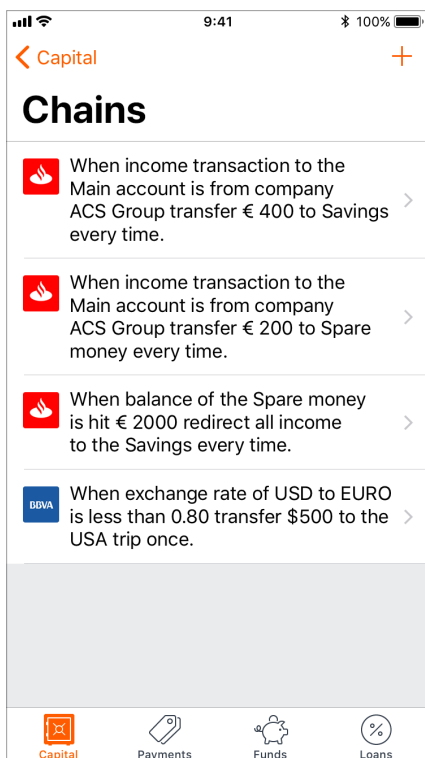 9:41
100%
Capital
Chains
When income transaction to the
Main account is from company
ACS Group transfer € 400 to Savings
every time.
When income transaction to the
Main account is from company
ACS Group transfer € 200 to Spare
money every time.
When balance of the Spare money
is hit € 2000 redirect all income
to the Savings every time.
BBVA
When exchange rate of USD to EURO
is less than 0.80 transfer $500 to the
USA trip once.
Capital
Payments
Funds
Loans